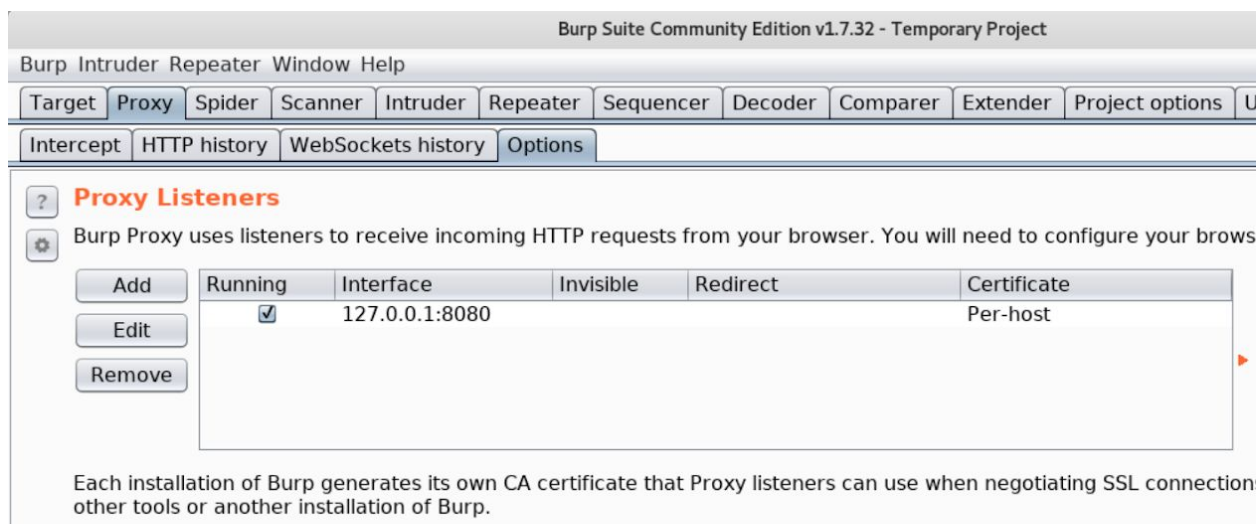 Burp Suite Community Edition v1.7.32 - Temporary Project
Burp Intruder Repeater Window Help
Target Proxy Spider Scanner Intruder Repeater Sequencer Decoder Comparer Extender Project options U
Intercept HTTP history WebSockets history Options
? Proxy Listeners
Burp Proxy uses listeners to receive incoming HTTP requests from your browser. You will need to configure your brows
Add Running Interface Invisible Redirect Certificate
127.0.0.1:8080 Per-host
Edit
Remove
Each installation of Burp generates its own CA certificate that Proxy listeners can use when negotiating SSL connection
other tools or another installation of Burp.